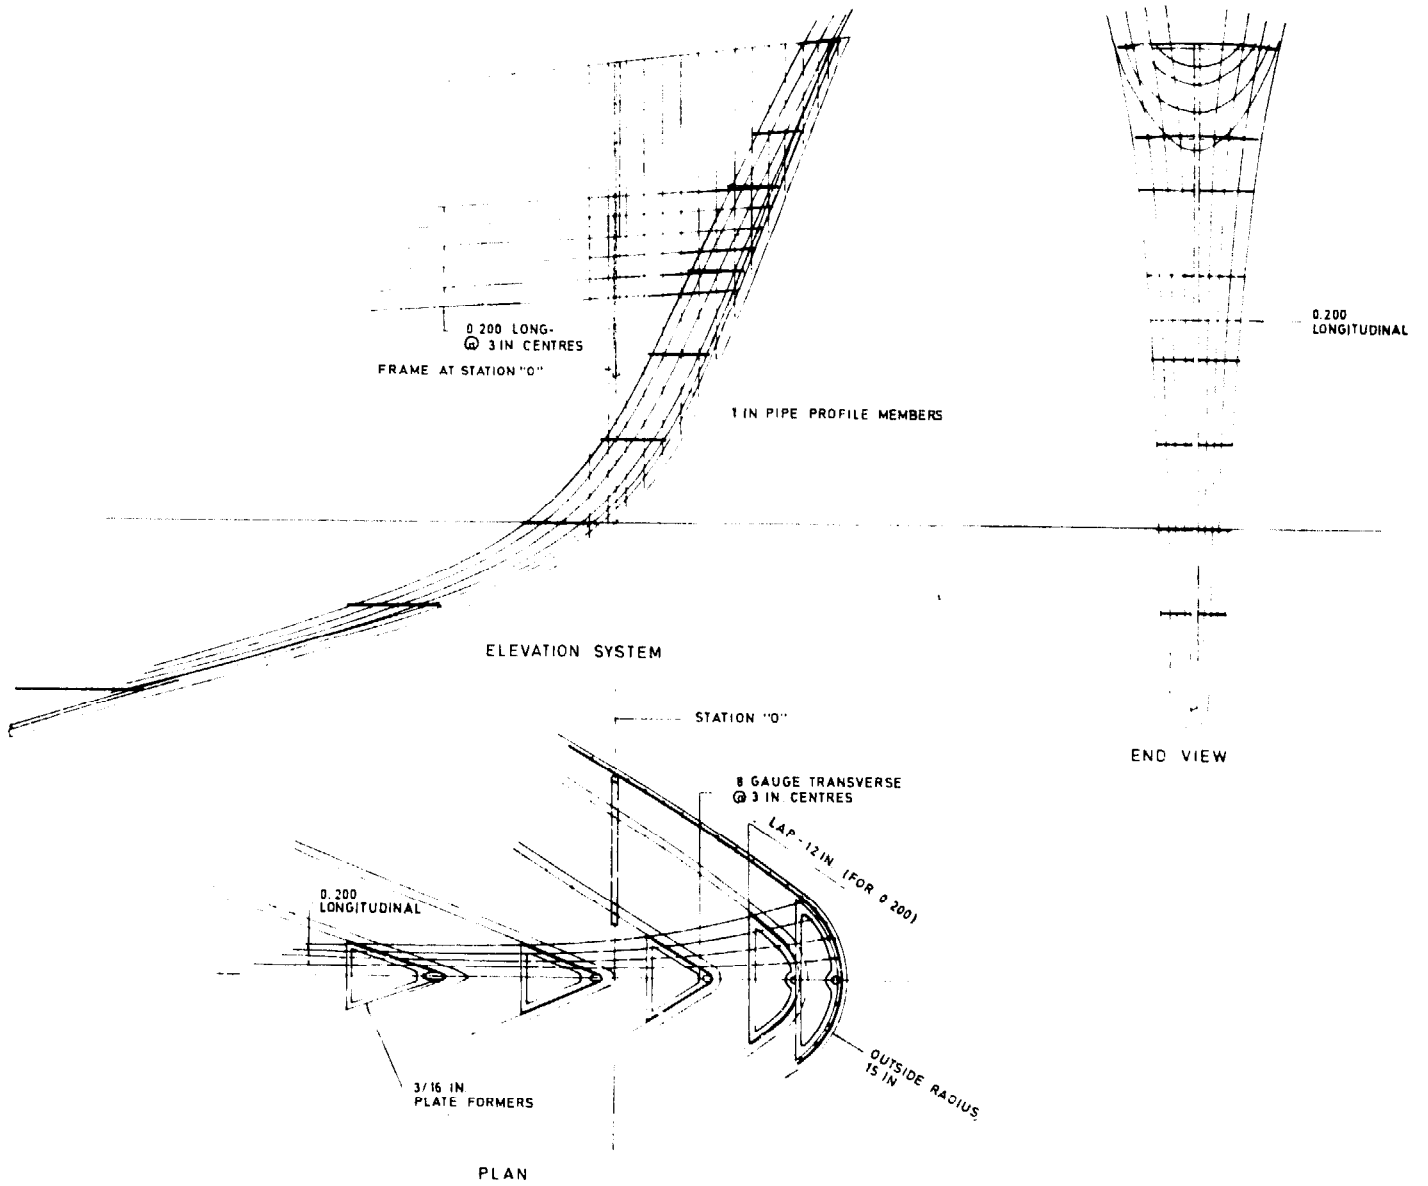 0.200 LONG-
@ 3 IN CENTRES
FRAME AT STATION "O"
0.200
LONGITUDINAL
1 IN PIPE PROFILE MEMBERS
ELEVATION SYSTEM
STATION "O"
END VIEW
8 GAUGE TRANSVERSE
@ 3 IN. CENTRES
LAP-12 IN (FOR 0.200)
0.200
LONGITUDINAL
OUTSIDE RADIUS,
15 IN
3/16 IN.
PLATE FORMERS
PLAN